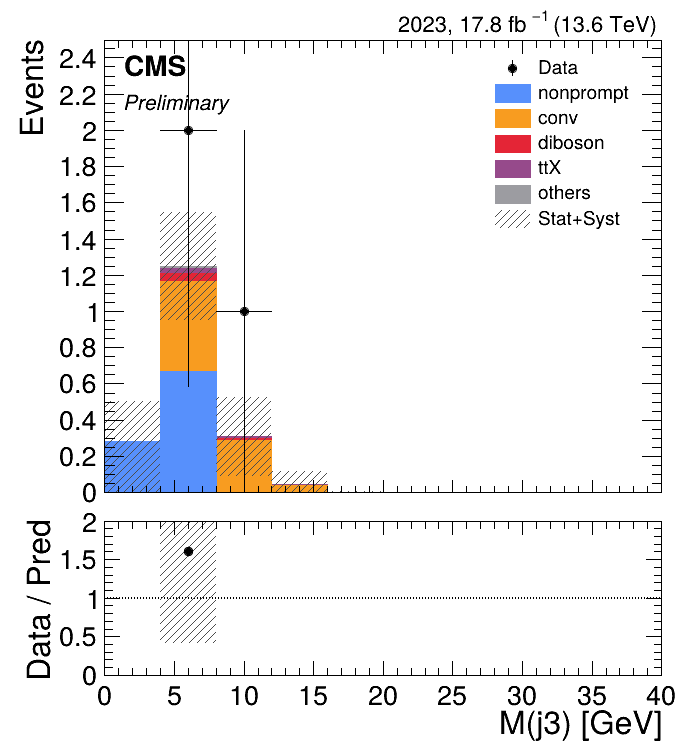 2023, 17.8 fb⁻¹ (13.6 TeV)
Events
CMS
Preliminary
Data
nonprompt
conv
diboson
ttX
others
Stat+Syst
2.4
2.2
2
1.8
1.6
1.4
1.2
1
0.8
0.6
0.4
0.2
0
Data / Pred
2
1.5
1
0.5
0
0 5 10 15 20 25 30 35 40
M(j3) [GeV]